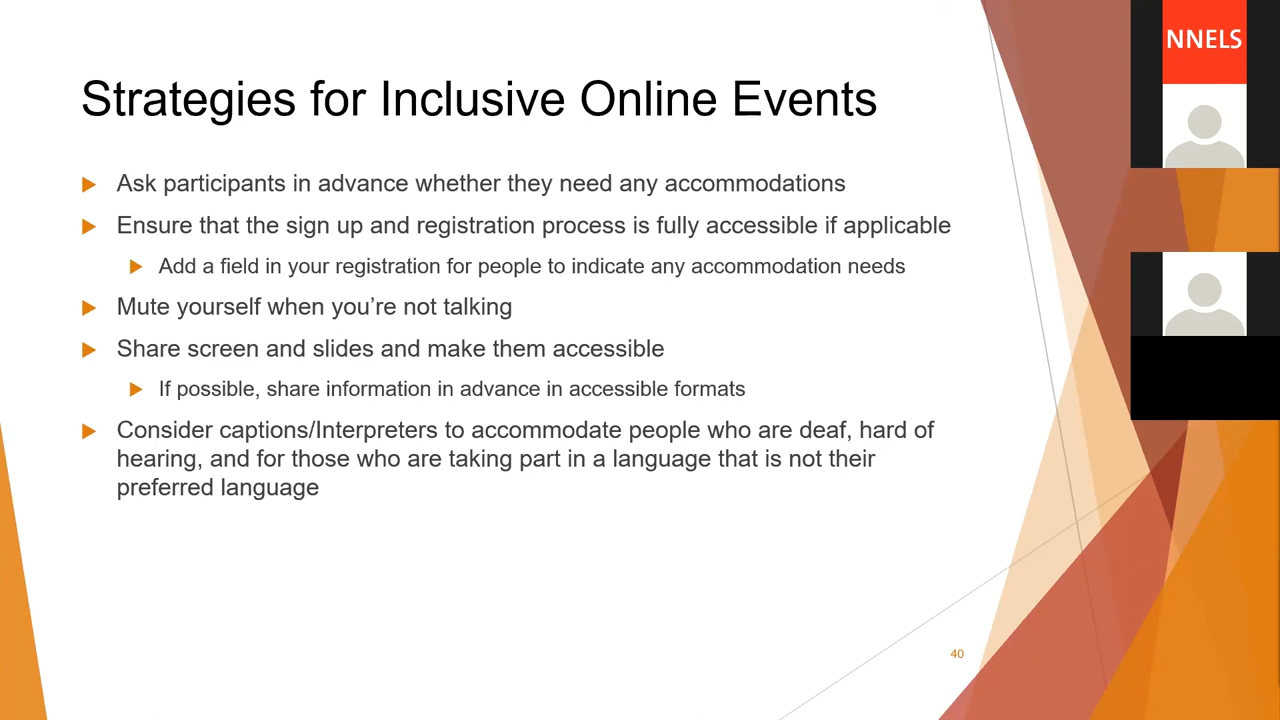 Strategies for Inclusive Online Events
Ask participants in advance whether they need any accommodations
Ensure that the sign up and registration process is fully accessible if applicable
Add a field in your registration for people to indicate any accommodation needs
Mute yourself when you’re not talking
Share screen and slides and make them accessible
If possible, share information in advance in accessible formats
Consider captions/Interpreters to accommodate people who are deaf, hard of
hearing, and for those who are taking part in a language that is not their
preferred language
40
NNELS